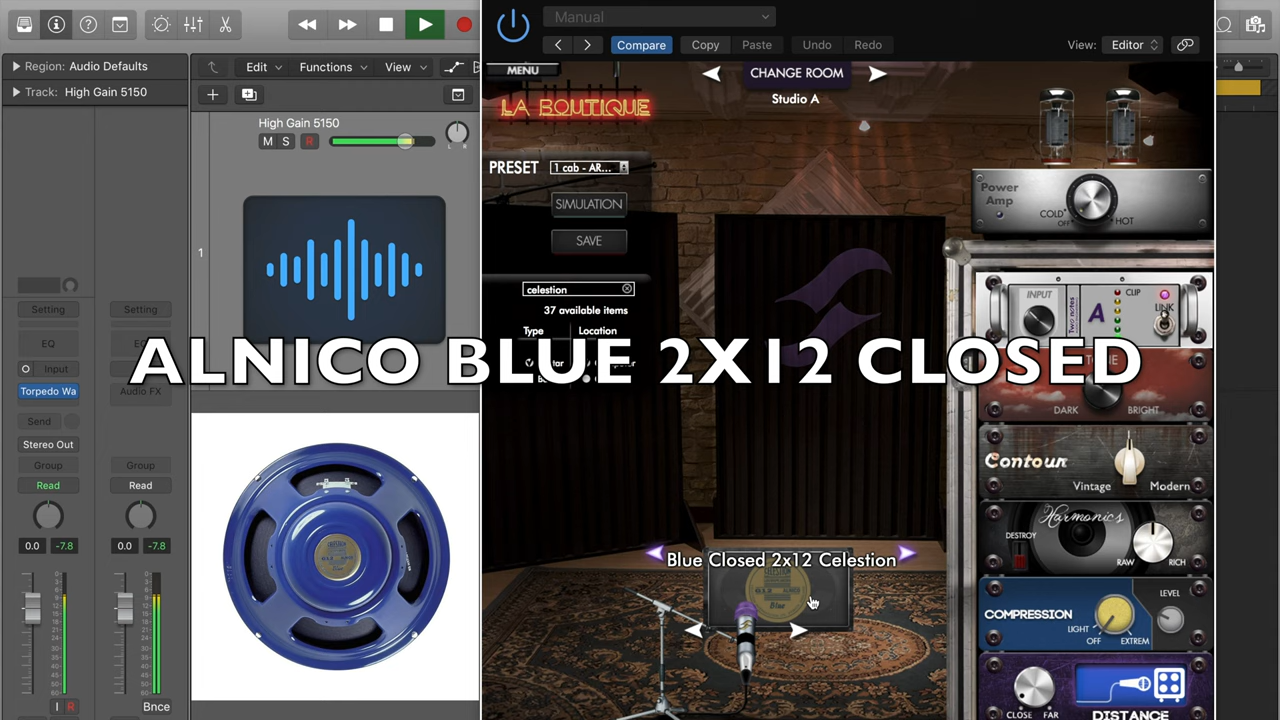 Manual
Compare
Copy
Paste
Undo
Redo
View:
Editor
Region: Audio Defaults
Track: High Gain 5150
Edit
Functions
View
High Gain 5150
M S R
L R
1
MENU
CHANGE ROOM
Studio A
LA BOUTIQUE
PRESET
1 cab - AR...
SIMULATION
SAVE
celestion
37 available items
Type
Location
ALNICO BLUE 2X12 CLOSED
Blue Closed 2x12 Celestion
CELESTION
Blue
Power
Amp
COLD
OFF
HOT
INPUT
Two notes
A
CLIP
LINK
DARK
BRIGHT
Contour
Vintage
Modern
Harmonics
DESTROY
RAW
RICH
COMPRESSION
LEVEL
LIGHT
OFF
EXTREM
CLOSE
FAR
DISTANCE
Setting
Setting
EQ
Input
Torpedo Wa
Audio FX
Send
Stereo Out
Group
Group
Read
Read
0.0
-7.8
0.0
-7.8
I R
Bnce